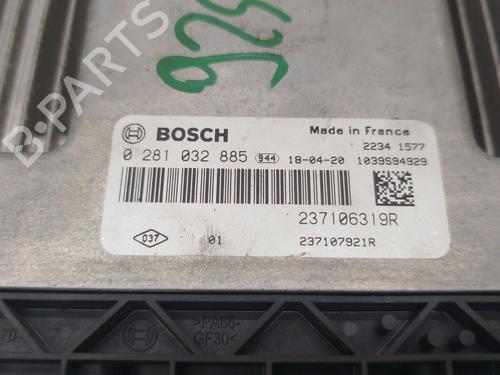 B-PARTS
925
BOSCH
Made in France
2234 1577
0 281 032 885 944 18-04-20 1039S94929
237106319R
037 01 237107921R
>PA66-
GF30<